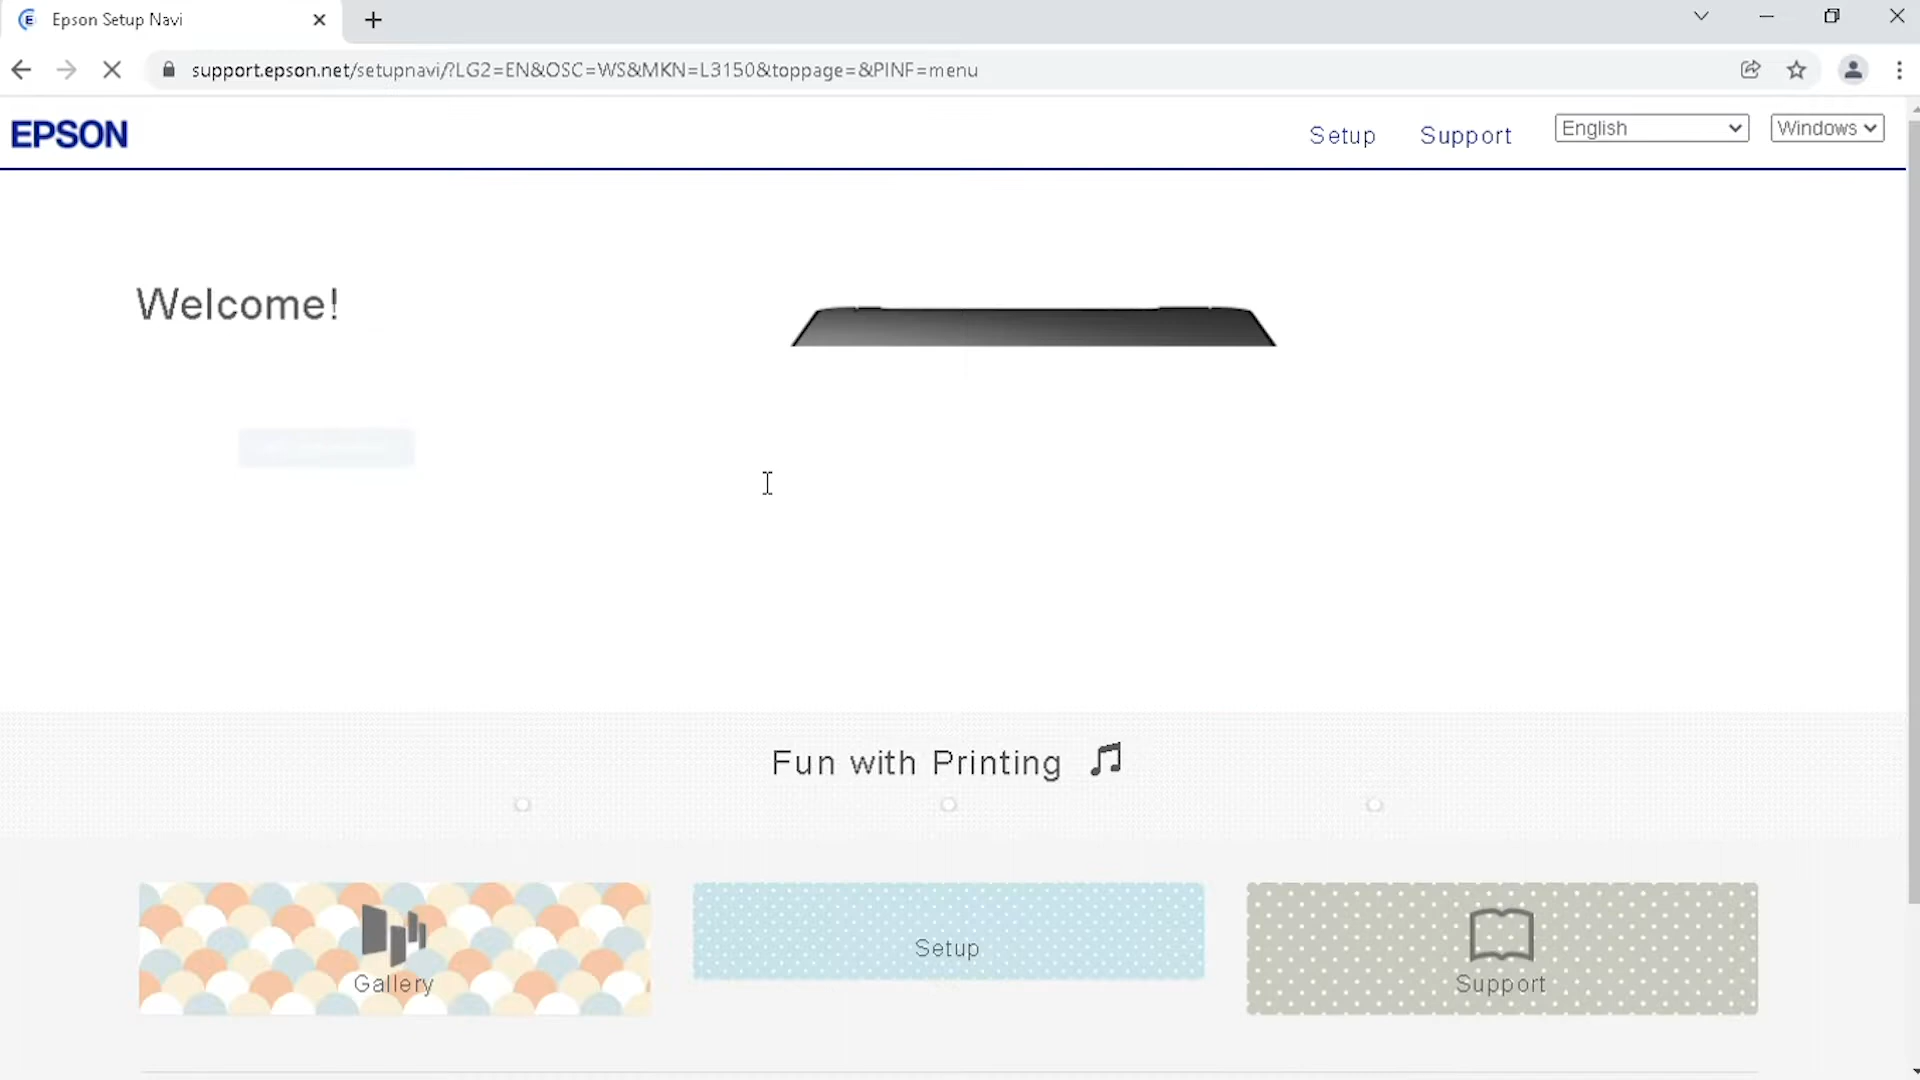 Epson Setup Navi
support.epson.net/setupnavi/?LG2=EN&OSC=WS&MKN=L3150&toppage=&PINF=menu
EPSON
Setup
Support
English
Windows
Welcome!
Fun with Printing
Gallery
Setup
Support